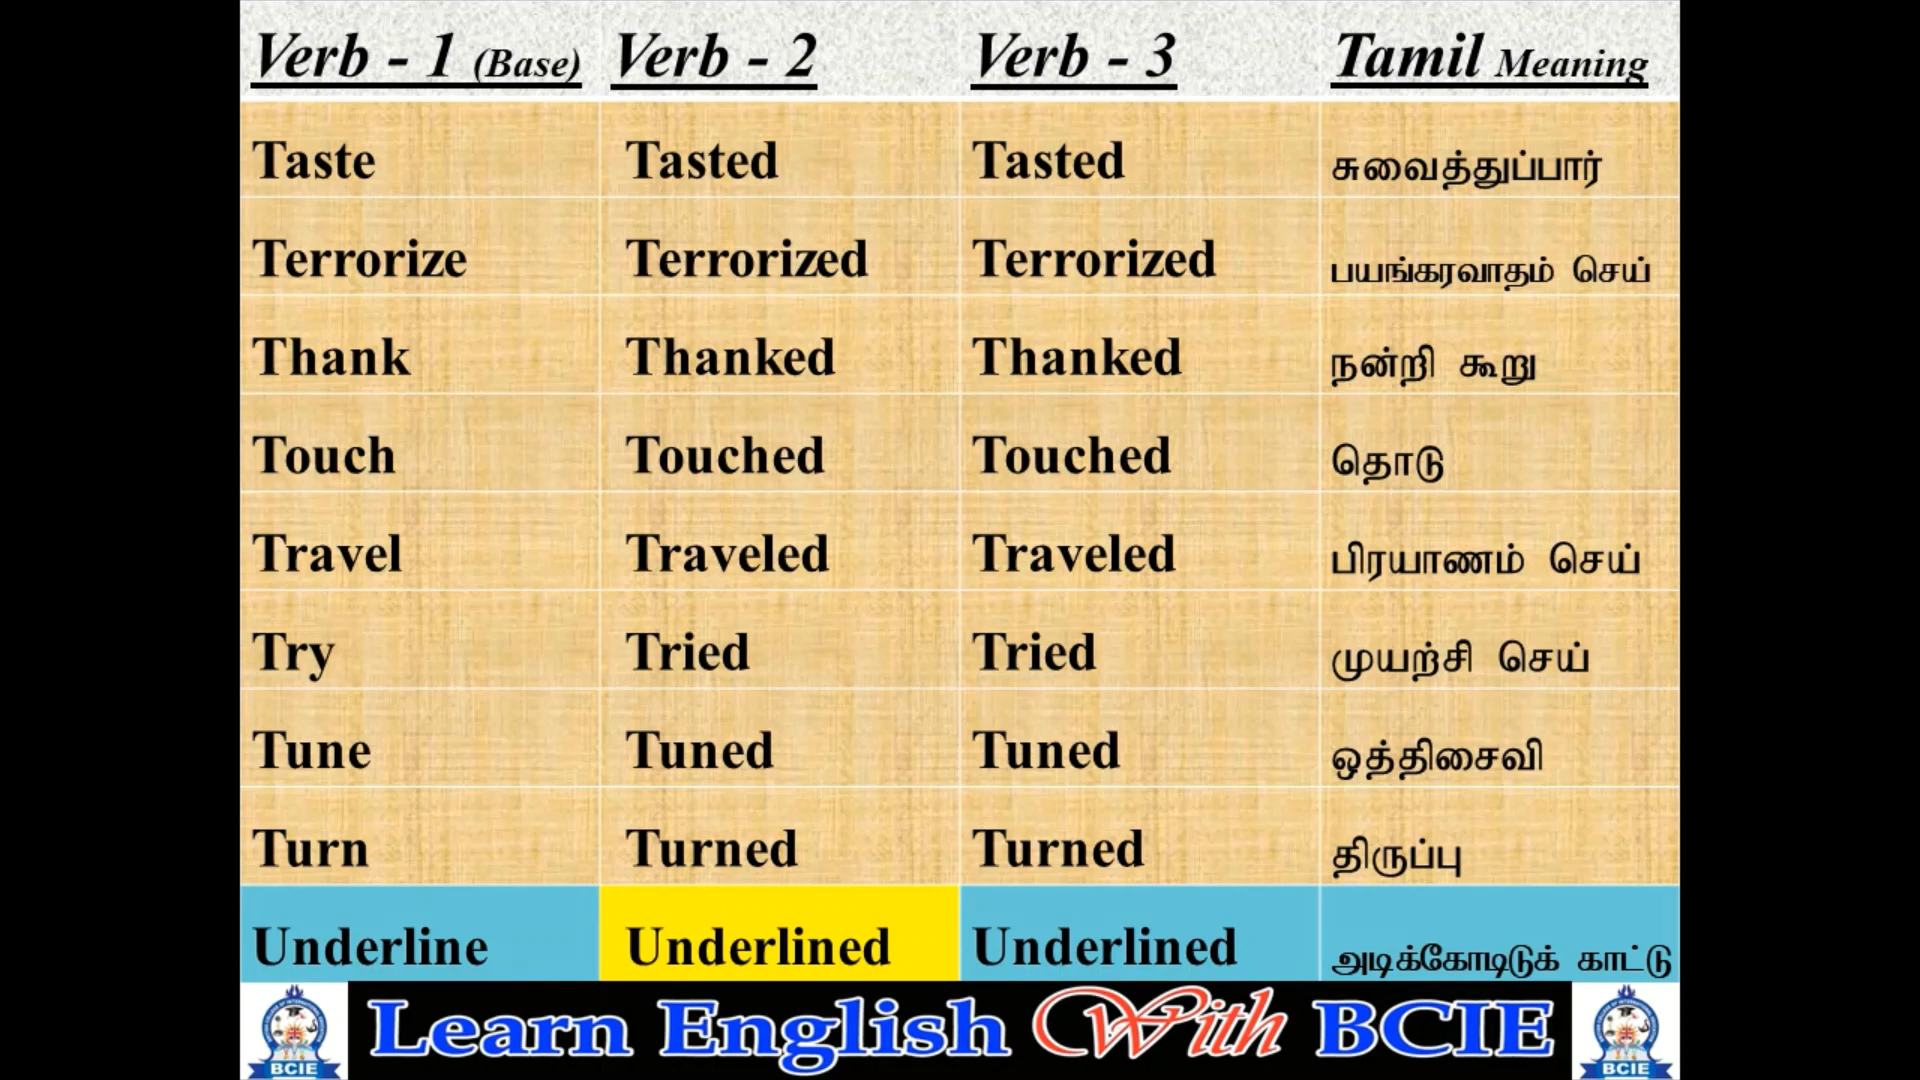 Verb - 1 (Base) Verb - 2 Verb - 3 Tamil Meaning
Taste Tasted Tasted சுவைத்துப்பார்
Terrorize Terrorized Terrorized பயங்கரவாதம் செய்
Thank Thanked Thanked நன்றி கூறு
Touch Touched Touched தொடு
Travel Traveled Traveled பிரயாணம் செய்
Try Tried Tried முயற்சி செய்
Tune Tuned Tuned ஒத்திசைவி
Turn Turned Turned திருப்பு
Underline Underlined Underlined அடிக்கோடிடுக் காட்டு
BCIE Learn English With BCIE BCIE